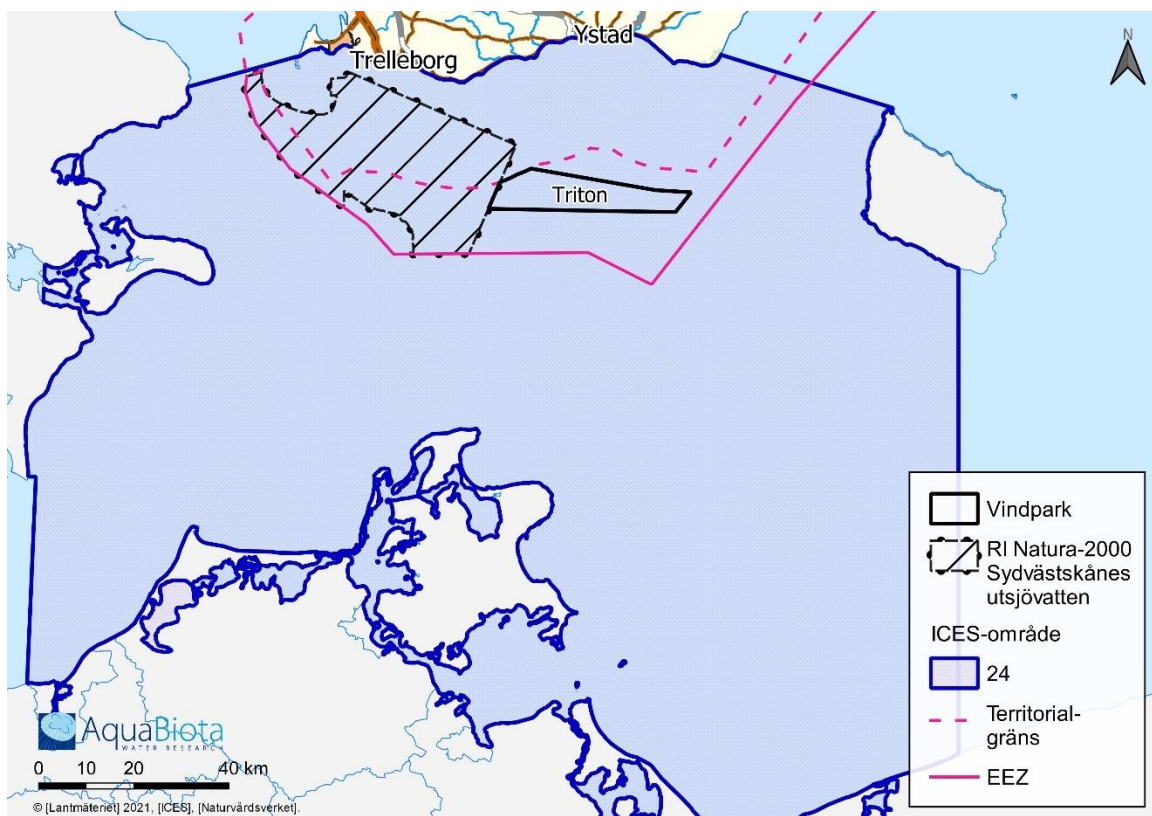 Ystad
N
Trelleborg
Triton
Vindpark
RI Natura-2000
Sydvästskånes
utsjövatten
ICES-område
24
Territorial-
gräns
EEZ
AquaBiota
WATER RESEARCH
0 10 20 40 km
© [Lantmäteriet] 2021, [ICES], [Naturvårdsverket].